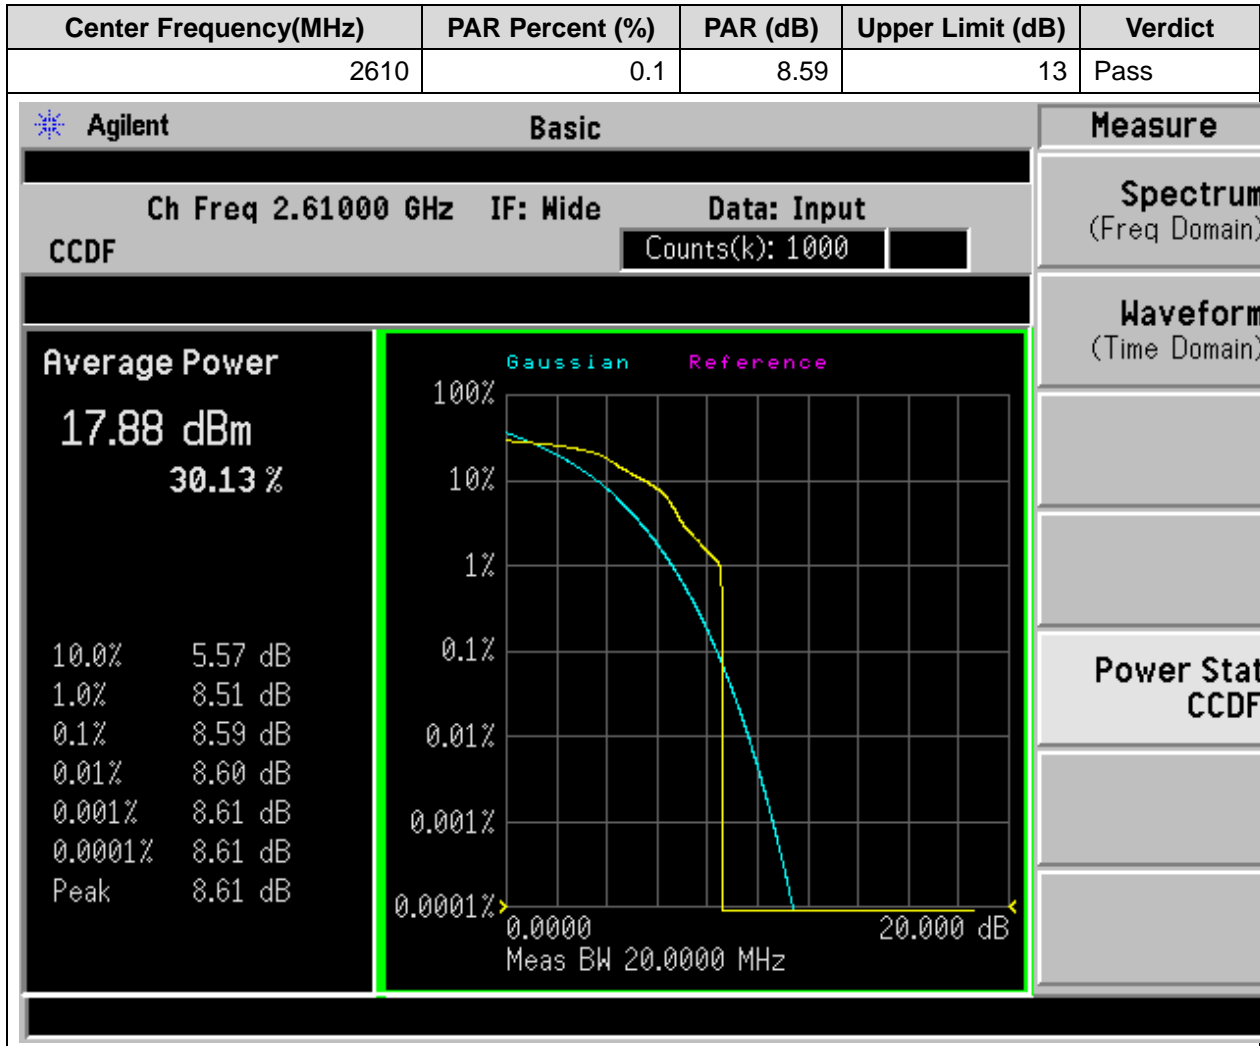 Center Frequency(MHz) PAR Percent (%) PAR (dB) Upper Limit (dB) Verdict
2610 0.1 8.59 13 Pass
Agilent Basic Measure
Ch Freq 2.61000 GHz IF: Wide Data: Input
CCDF Counts(k): 1000
Spectrum
(Freq Domain)
Waveform
(Time Domain)
Power Stat
CCDF
Average Power
17.88 dBm
30.13 %
10.0% 5.57 dB
1.0% 8.51 dB
0.1% 8.59 dB
0.01% 8.60 dB
0.001% 8.61 dB
0.0001% 8.61 dB
Peak 8.61 dB
Gaussian Reference
100%
10%
1%
0.1%
0.01%
0.001%
0.0001%
0.0000 20.000 dB
Meas BW 20.0000 MHz